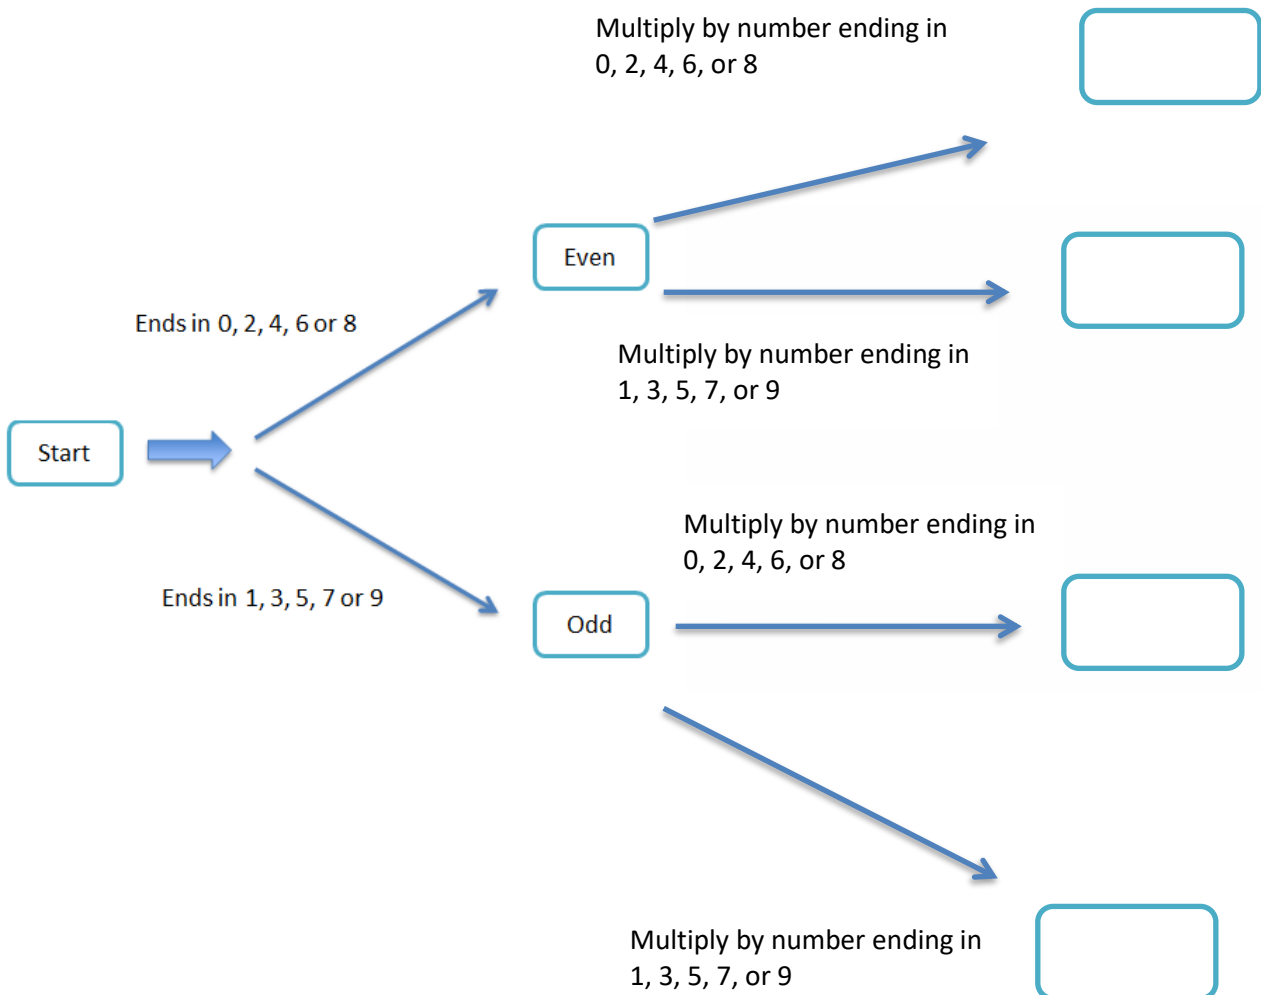 Multiply by number ending in
0, 2, 4, 6, or 8
Even
Ends in 0, 2, 4, 6 or 8
Multiply by number ending in
1, 3, 5, 7, or 9
Start
Multiply by number ending in
0, 2, 4, 6, or 8
Ends in 1, 3, 5, 7 or 9
Odd
Multiply by number ending in
1, 3, 5, 7, or 9